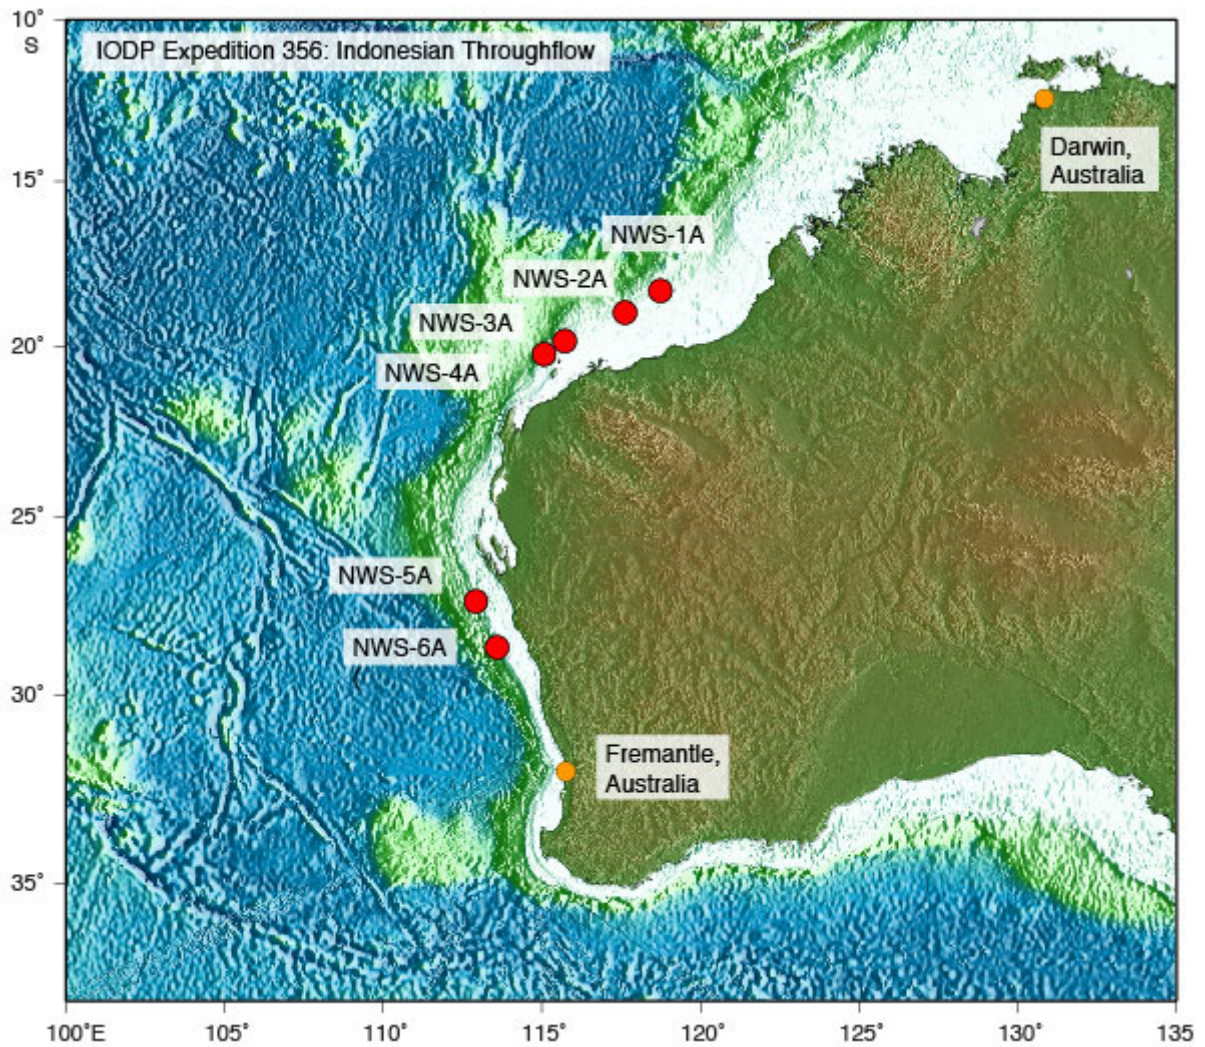 10°
S
IODP Expedition 356: Indonesian Throughflow
Darwin,
Australia
15°
NWS-1A
NWS-2A
NWS-3A
20°
NWS-4A
25°
NWS-5A
NWS-6A
30°
Fremantle,
Australia
35°
100°E
105°
110°
115°
120°
125°
130°
135